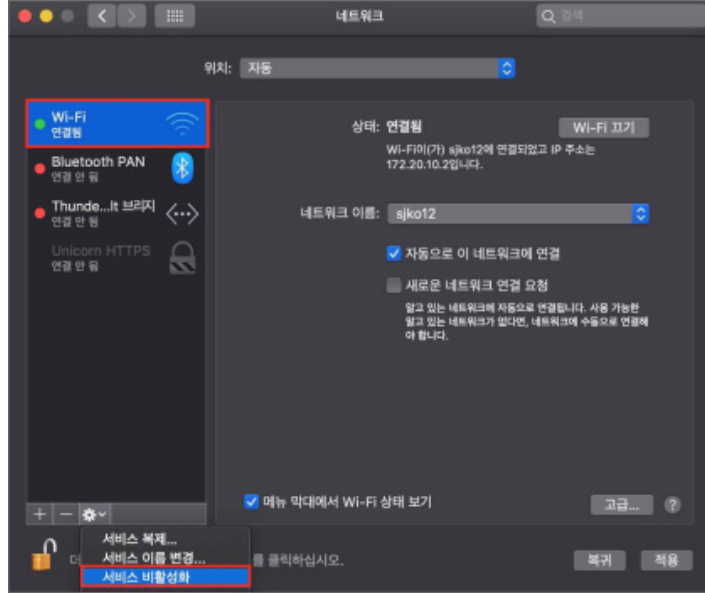 네트워크
검색
위치: 자동
Wi-Fi
연결됨
Bluetooth PAN
연결 안 됨
Thunde...lt 브리지
연결 안 됨
Unicorn HTTPS
연결 안 됨
상태: 연결됨
Wi-Fi 끄기
Wi-Fi이(가) sjko12에 연결되었고 IP 주소는
172.20.10.2입니다.
네트워크 이름: sjko12
자동으로 이 네트워크에 연결
새로운 네트워크 연결 요청
알고 있는 네트워크에 자동으로 연결됩니다. 사용 가능한
알고 있는 네트워크가 없다면, 네트워크에 수동으로 연결해
야 합니다.
메뉴 막대에서 Wi-Fi 상태 보기
고급... ?
서비스 복제...
서비스 이름 변경...
서비스 비활성화
더
를 클릭하십시오.
복귀
적용